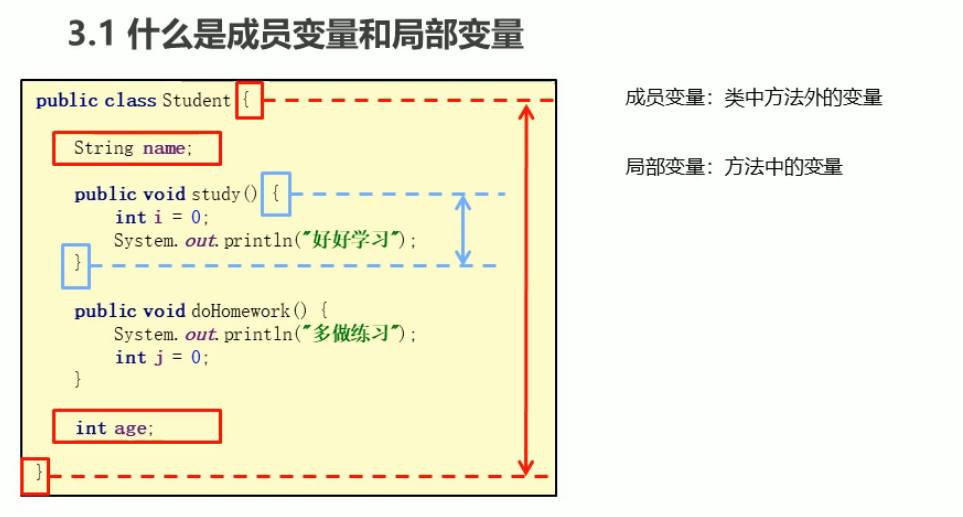 3.1 什么是成员变量和局部变量
public class Student {
String name;
public void study() {
int i = 0;
System.out.println("好好学习");
}
public void doHomework() {
System.out.println("多做练习");
int j = 0;
}
int age;
}
成员变量：类中方法外的变量
局部变量：方法中的变量